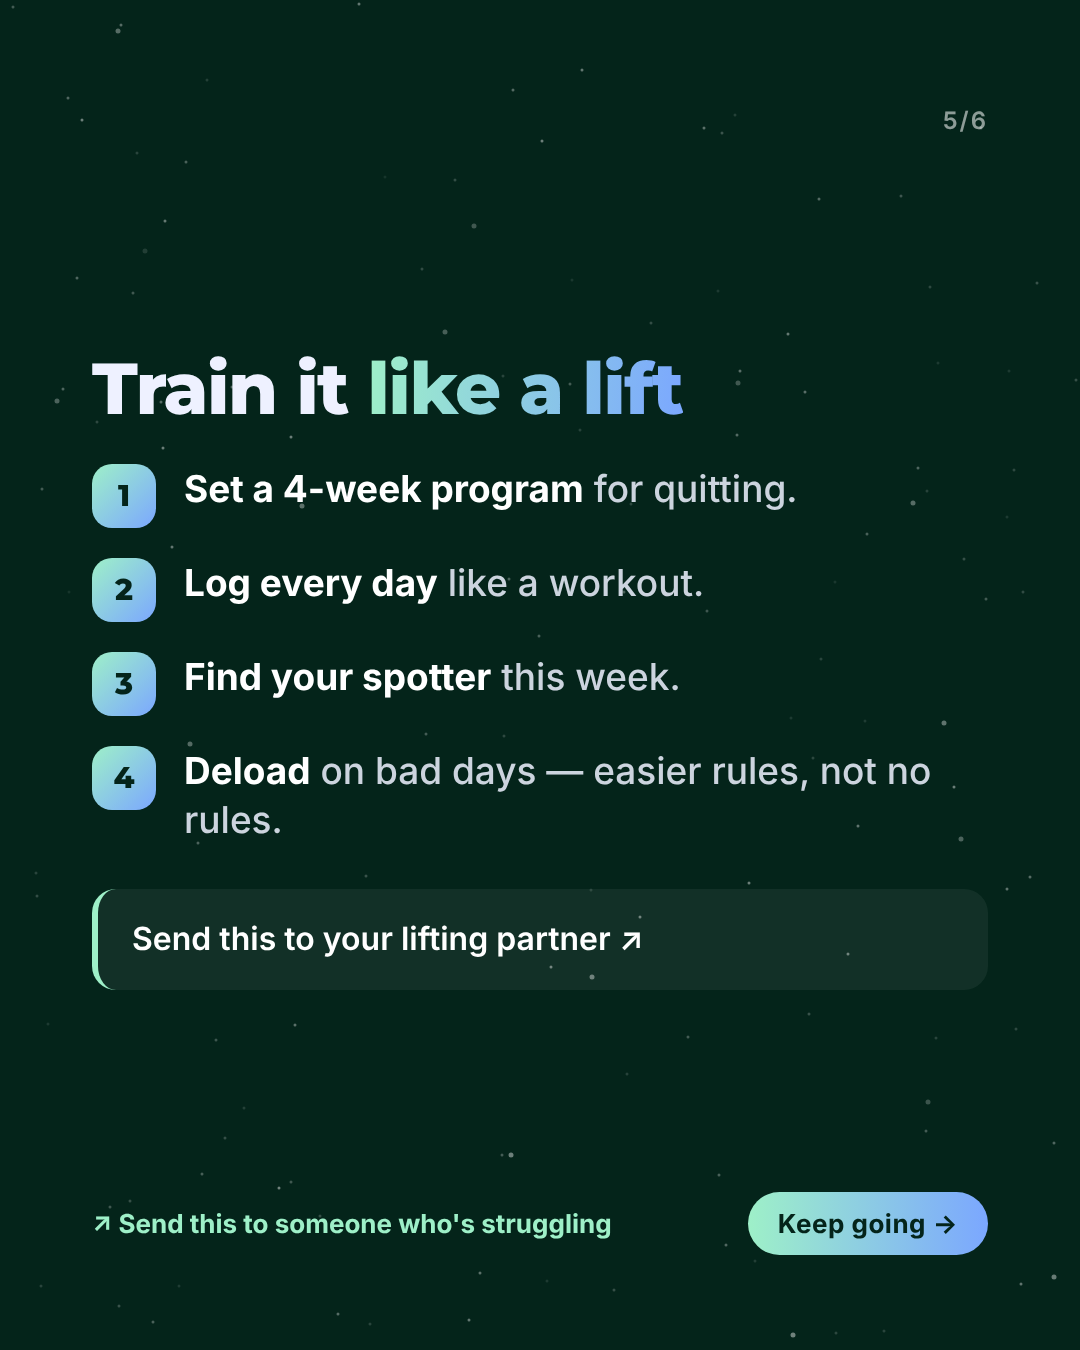 5/6
Train it like a lift
1 Set a 4-week program for quitting.
2 Log every day like a workout.
3 Find your spotter this week.
4 Deload on bad days — easier rules, not no
rules.
Send this to your lifting partner ↗
↗ Send this to someone who's struggling
Keep going →